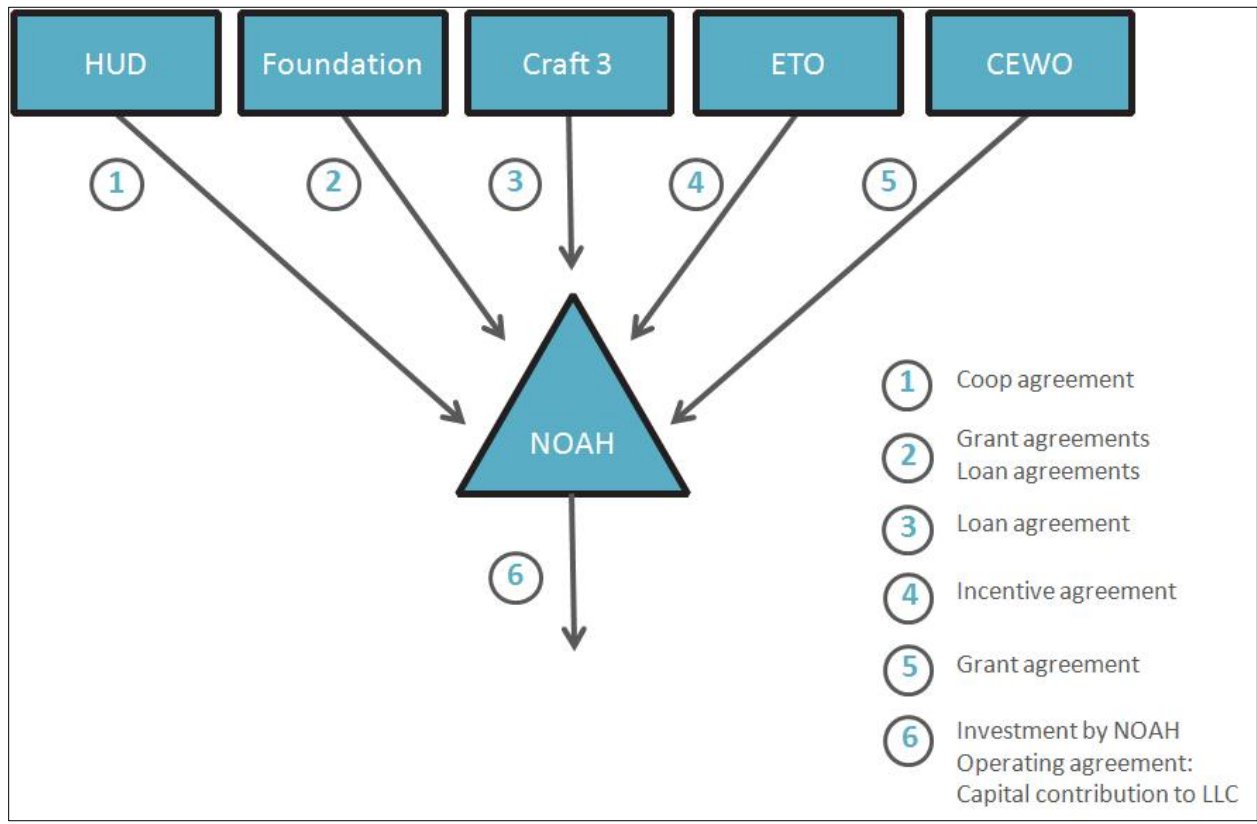 HUD
Foundation
Craft 3
ETO
CEWO
1
2
3
4
5
NOAH
6
1 Coop agreement
2 Grant agreements
Loan agreements
3 Loan agreement
4 Incentive agreement
5 Grant agreement
6 Investment by NOAH
Operating agreement:
Capital contribution to LLC